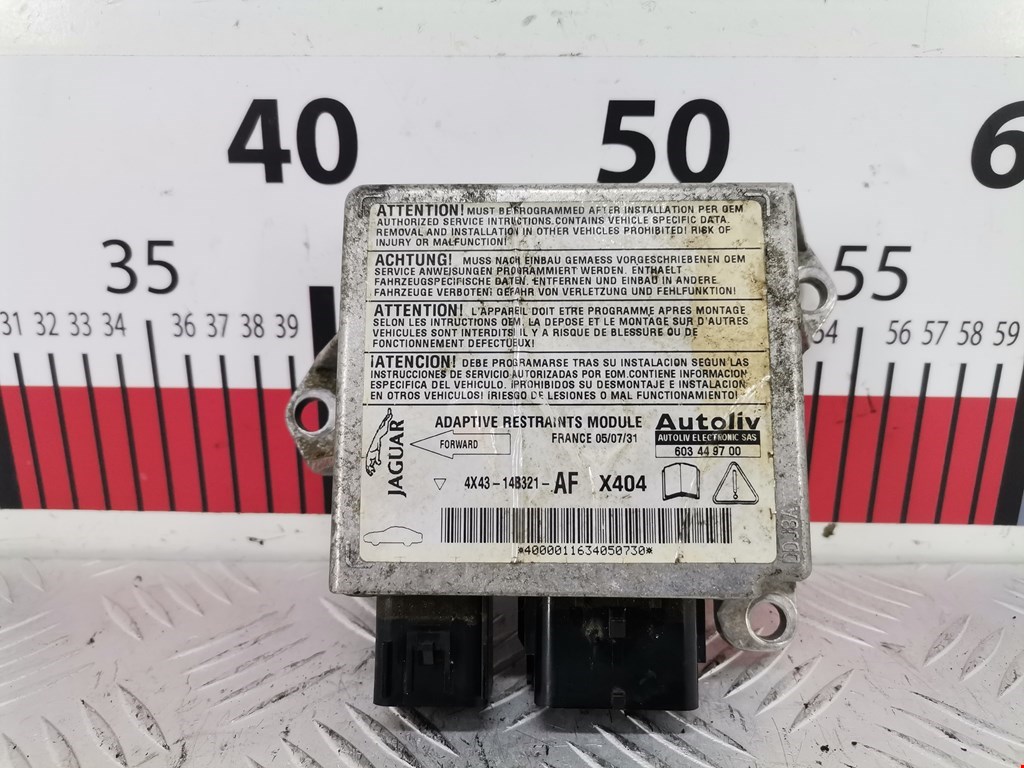 40 50 6
35 55
31 32 33 34 36 37 38 39 54 56 57 58 59
ATTENTION! MUST BE PROGRAMMED AFTER INSTALLATION PER OEM
AUTHORIZED SERVICE INTRUCTIONS.CONTAINS VEHICLE SPECIFIC DATA.
REMOVAL AND INSTALLATION IN OTHER VEHICLES PROHIBITED! RISK OF
INJURY OR MALFUNCTION!
ACHTUNG! MUSS NACH EINBAU GEMAESS VORGESCHRIEBENEN OEM
SERVICE ANWEISUNGEN PROGRAMMIERT WERDEN. ENTHAELT
FAHRZEUGSPECIFISCHE DATEN. ENTFERNEN UND EINBAU IN ANDERE
FAHRZEUGE VERBOTEN! GEFAHR VON VERLETZUNG UND FEHLFUNKTION!
ATTENTION! L'APPAREIL DOIT ETRE PROGRAMME APRES MONTAGE
SELON LES INTRUCTIONS OEM. LA DEPOSE ET LE MONTAGE SUR D'AUTRES
VEHICULES SONT INTERDITS IL Y A RISQUE DE BLESSURE OU DE
FONCTIONNEMENT DEFECTUEUX!
¡ATENCION! DEBE PROGRAMARSE TRAS SU INSTALACION SEGUN LAS
INSTRUCCIONES DE SERVICIO AUTORIZADAS POR EOM.CONTIENE INFORMACION
ESPECIFICA DEL VEHICULO. ¡PROHIBIDOS SU DESMONTAJE E INSTALACION
EN OTROS VEHICULOS! ¡RIESGO DE LESIONES O MAL FUNCIONAMIENTO!
JAGUAR
ADAPTIVE RESTRAINTS MODULE
FORWARD
FRANCE 05/07/31
Autoliv
AUTOLIV ELECTRONIC SAS
603 44 97 00
4X43-14B321-AF X404
*4000011634050730*